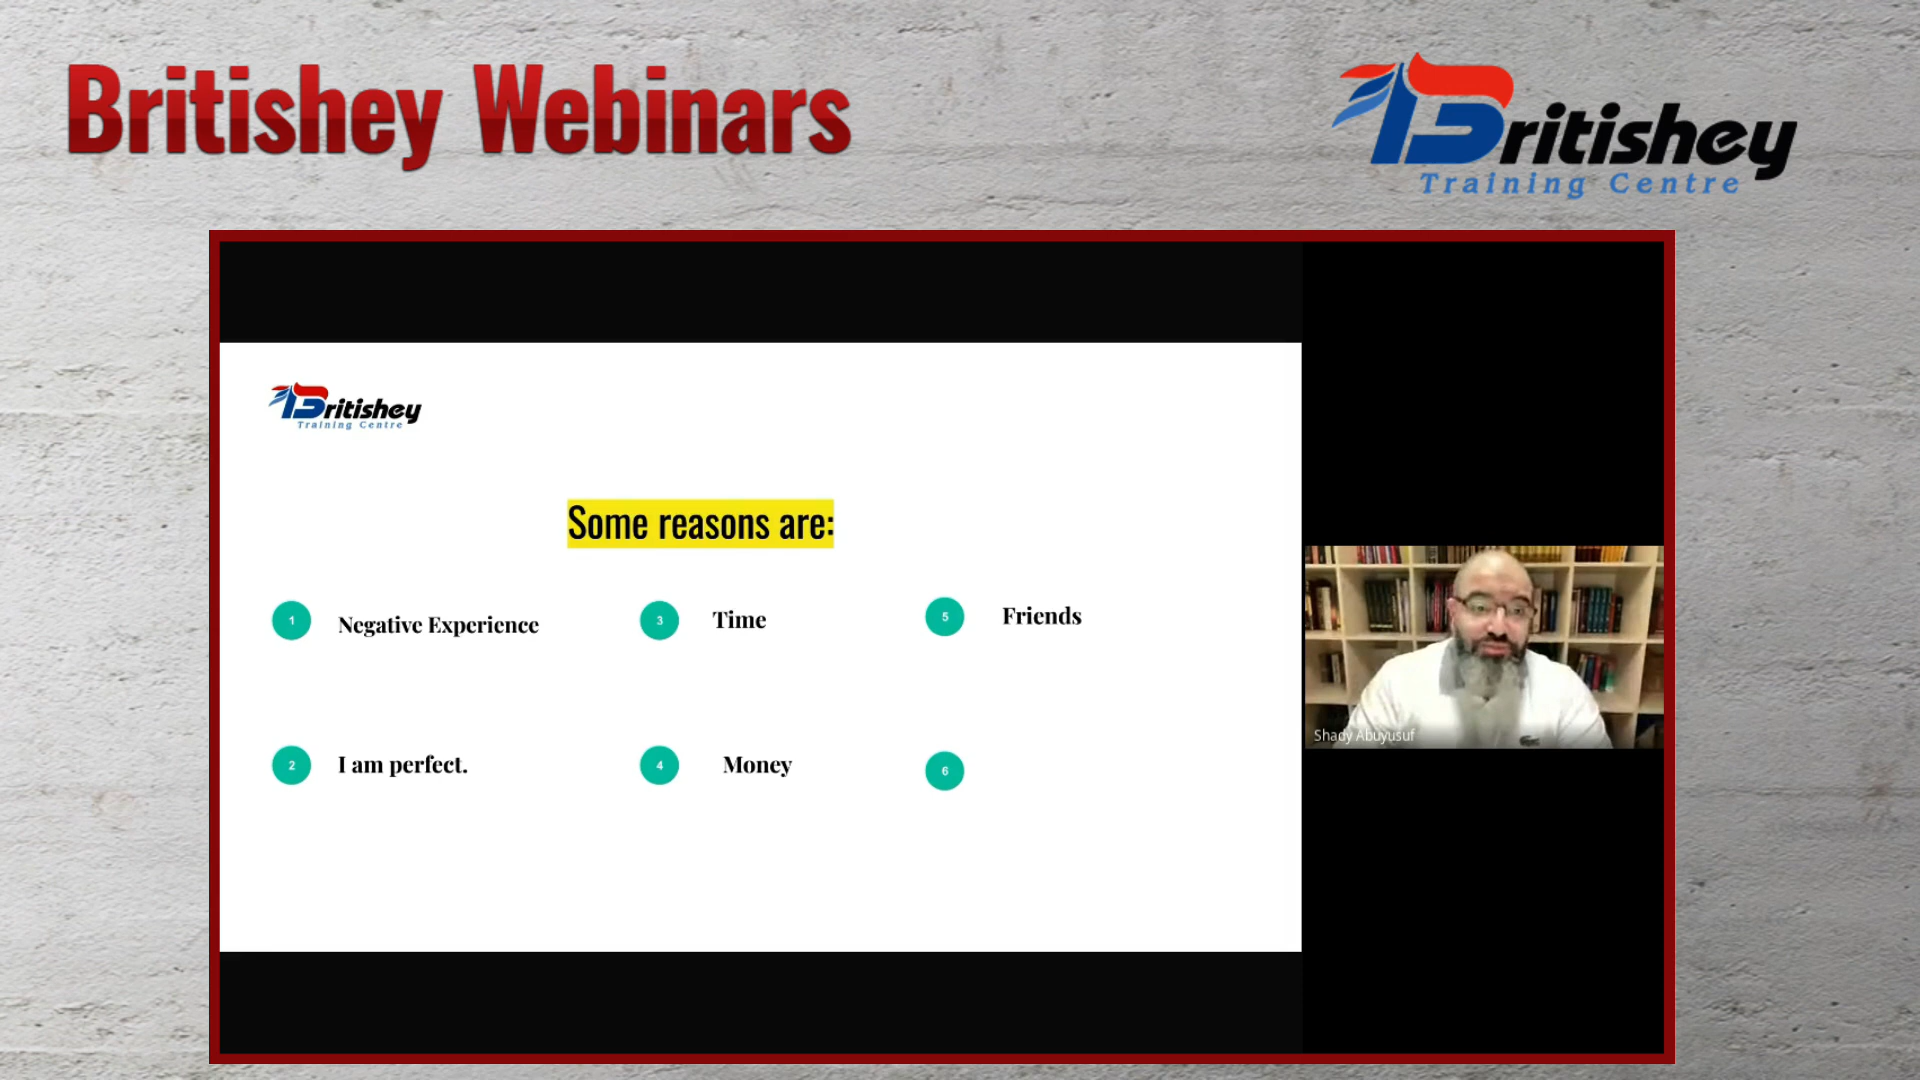 Britishey Webinars
Britishey
Training Centre
Britishey
Training Centre
Some reasons are:
1 Negative Experience
3 Time
5 Friends
2 I am perfect.
4 Money
6
Shady Abuyusuf